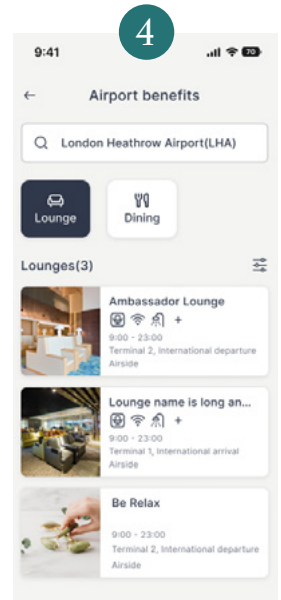 4
9:41
70
Airport benefits
London Heathrow Airport(LHA)
Lounge
Dining
Lounges(3)
Ambassador Lounge
+
9:00 - 23:00
Terminal 2, International departure
Airside
Lounge name is long an...
+
9:00 - 23:00
Terminal 1, International arrival
Airside
Be Relax
9:00 - 23:00
Terminal 2, International departure
Airside